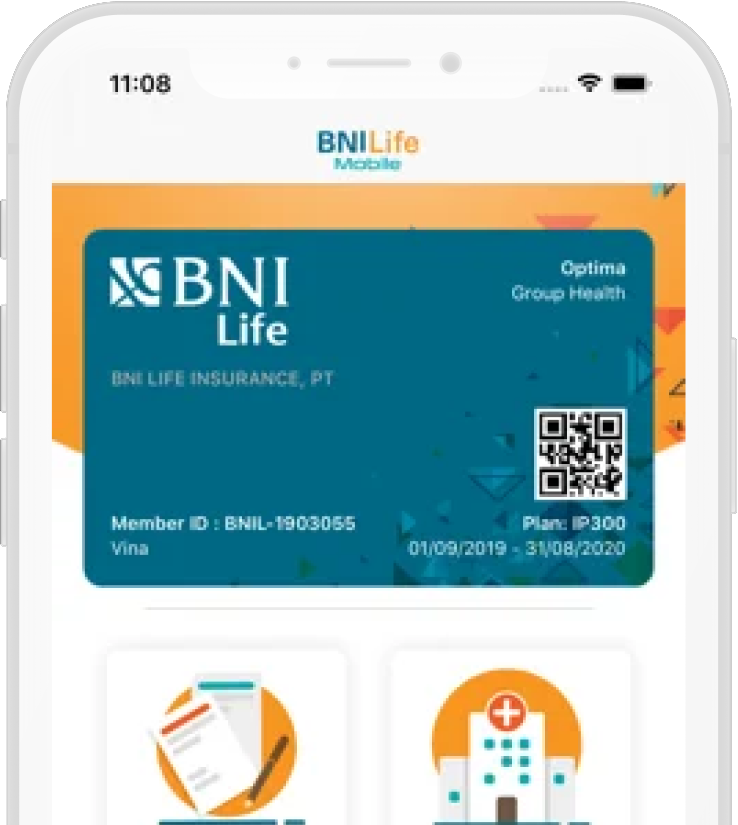 11:08
BNILife
Mobile
BNI
Life
Optima
Group Health
BNI LIFE INSURANCE, PT
Member ID : BNIL-1903055
Vina
Plan: IP300
01/09/2019 - 31/08/2020